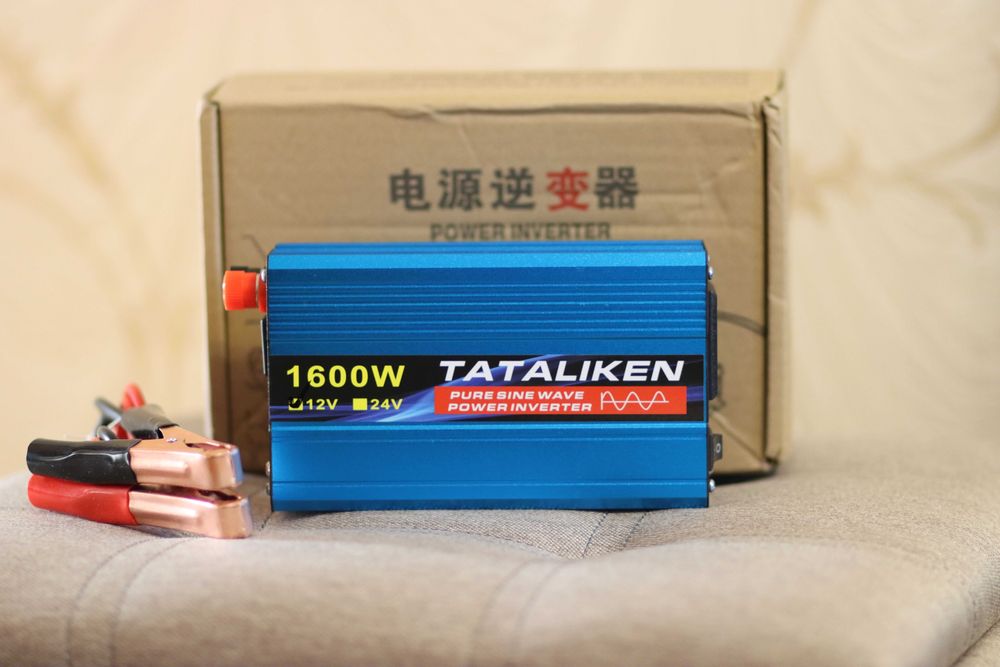 电源逆变器
POWER INVERTER
1600W
12V 24V
TATALIKEN
PURE SINE WAVE
POWER INVERTER